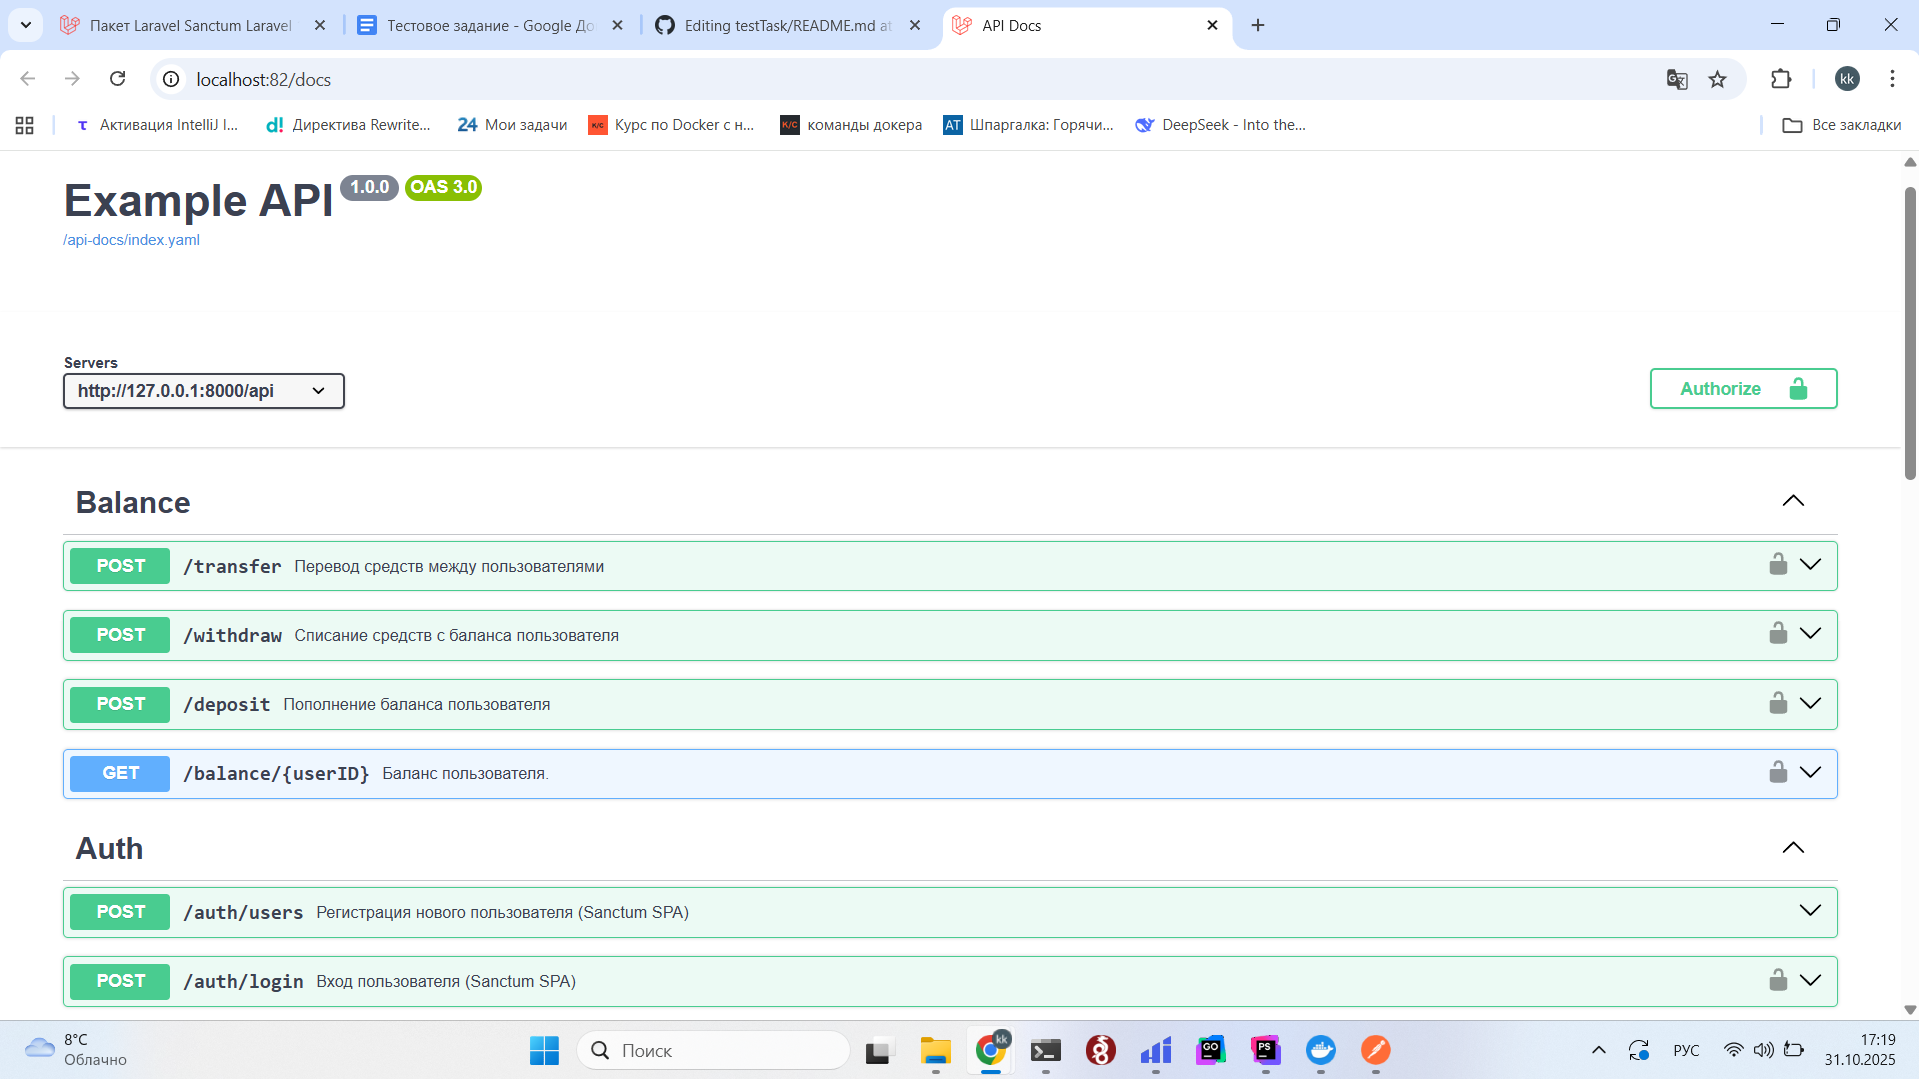 Пакет Laravel Sanctum Laravel
Тестовое задание - Google До
Editing testTask/README.md at
API Docs
localhost:82/docs
kk
Активация IntelliJ I...
Директива Rewrite...
24 Мои задачи
K/C Курс по Docker с н...
K/C команды докера
AT Шпаргалка: Горячи...
DeepSeek - Into the...
Все закладки
Example API 1.0.0 OAS 3.0
/api-docs/index.yaml
Servers
http://127.0.0.1:8000/api
Authorize
Balance
POST /transfer Перевод средств между пользователями
POST /withdraw Списание средств с баланса пользователя
POST /deposit Пополнение баланса пользователя
GET /balance/{userID} Баланс пользователя.
Auth
POST /auth/users Регистрация нового пользователя (Sanctum SPA)
POST /auth/login Вход пользователя (Sanctum SPA)
8°C
Облачно
Поиск
kk
GO
PS
РУС
17:19
31.10.2025